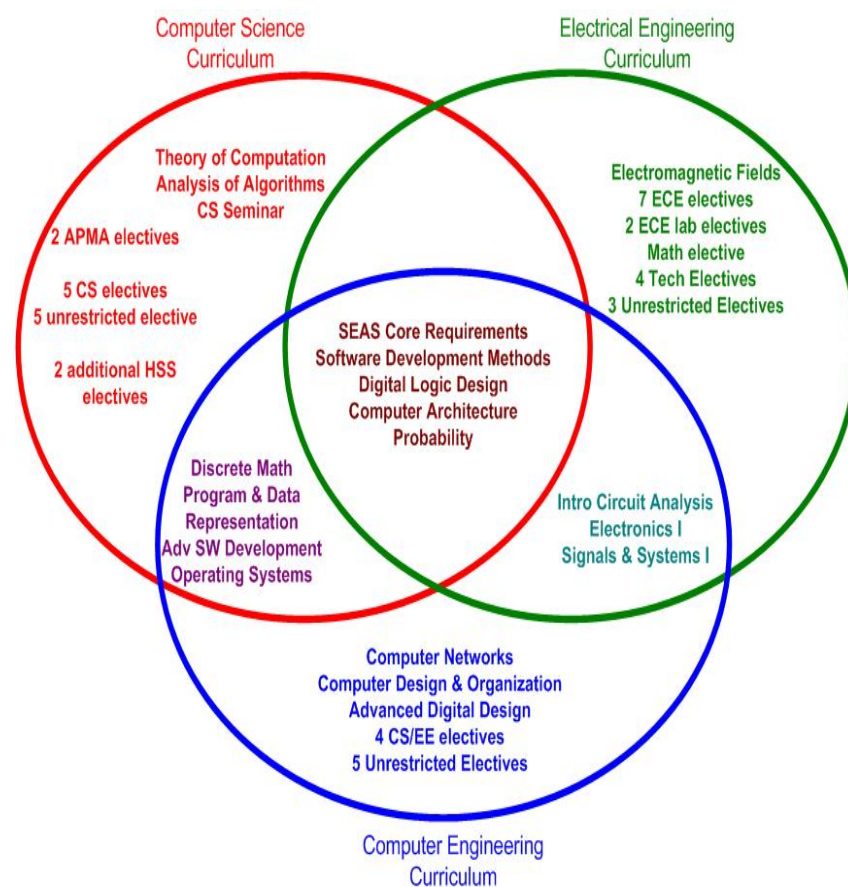 Computer Science
Curriculum
Electrical Engineering
Curriculum
Theory of Computation
Analysis of Algorithms
CS Seminar
2 APMA electives
5 CS electives
5 unrestricted elective
2 additional HSS
electives
Electromagnetic Fields
7 ECE electives
2 ECE lab electives
Math elective
4 Tech Electives
3 Unrestricted Electives
SEAS Core Requirements
Software Development Methods
Digital Logic Design
Computer Architecture
Probability
Discrete Math
Program & Data
Representation
Adv SW Development
Operating Systems
Intro Circuit Analysis
Electronics I
Signals & Systems I
Computer Networks
Computer Design & Organization
Advanced Digital Design
4 CS/EE electives
5 Unrestricted Electives
Computer Engineering
Curriculum